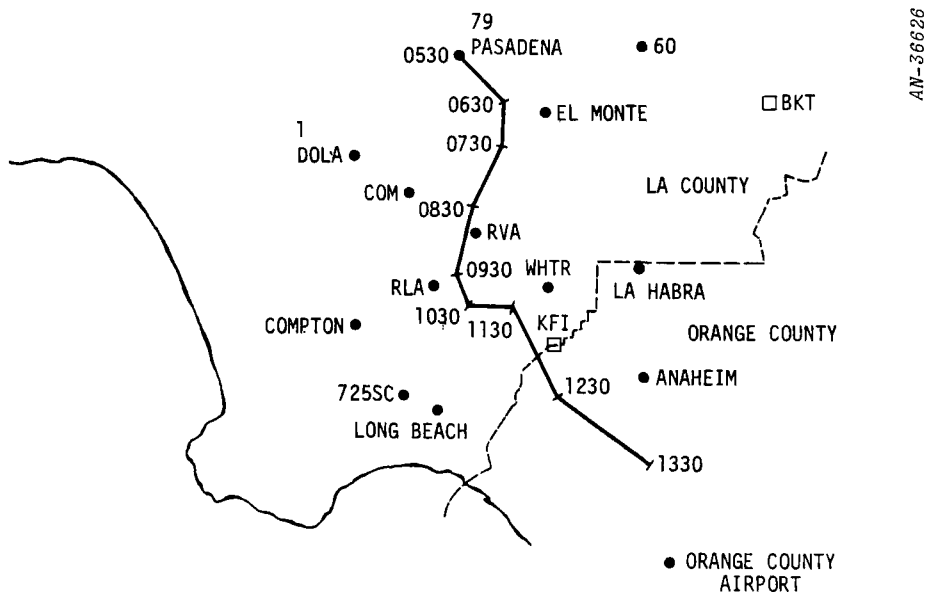 AN-36626
79
PASADENA
0530
60
0630
EL MONTE
BKT
0730
1
DOLA
COM
0830
LA COUNTY
RVA
0930
WHTR
RLA
LA HABRA
1030
1130
KFI
COMPTON
ORANGE COUNTY
1230
ANAHEIM
725SC
LONG BEACH
1330
ORANGE COUNTY
AIRPORT